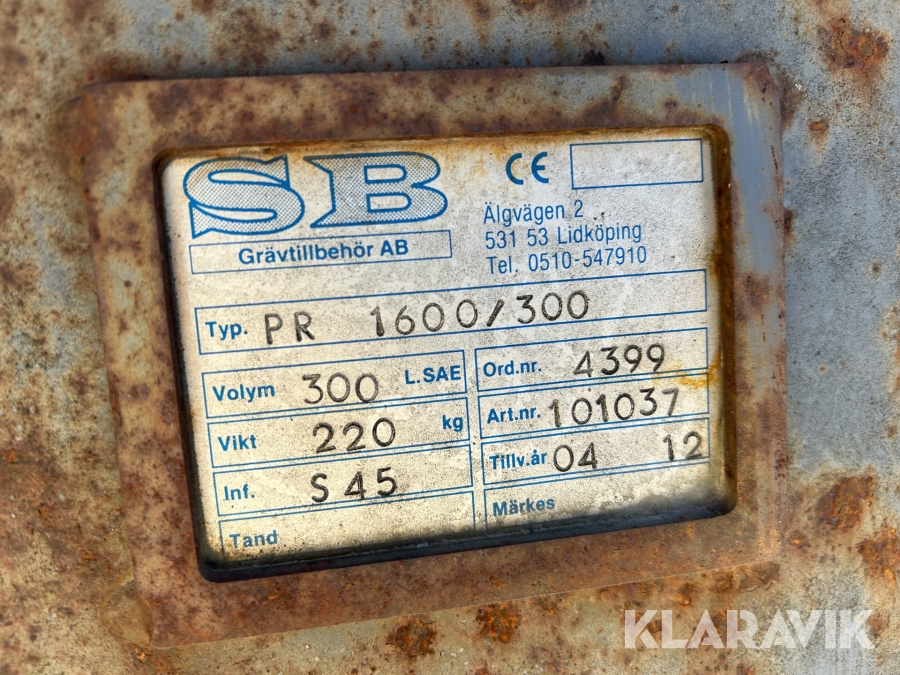 SB
Grävtillbehör AB
CE
Älgvägen 2
531 53 Lidköping
Tel. 0510-547910
Typ. PR 1600/300
Volym 300 L.SAE
Vikt 220 kg
Inf. S 45
Tand
Ord.nr. 4399
Art.nr. 101037
Tillv.år 04 12
Märkes
KLARAVIK